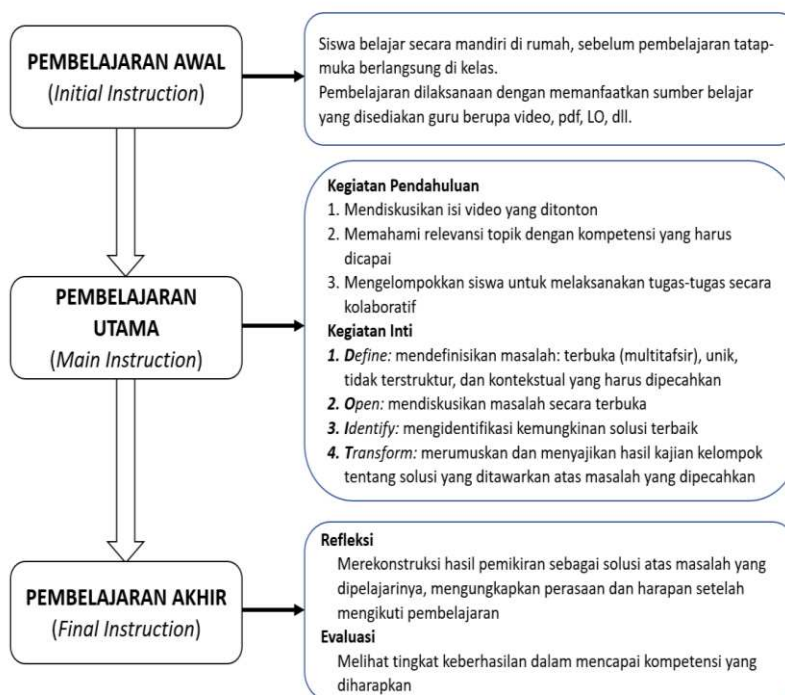 PEMBELAJARAN AWAL
(Initial Instruction)
Siswa belajar secara mandiri di rumah, sebelum pembelajaran tatap-
muka berlangsung di kelas.
Pembelajaran dilaksanaan dengan memanfaatkan sumber belajar
yang disediakan guru berupa video, pdf, LO, dll.
PEMBELAJARAN
UTAMA
(Main Instruction)
Kegiatan Pendahuluan
1. Mendiskusikan isi video yang ditonton
2. Memahami relevansi topik dengan kompetensi yang harus
dicapai
3. Mengelompokkan siswa untuk melaksanakan tugas-tugas secara
kolaboratif
Kegiatan Inti
1. Define: mendefinisikan masalah: terbuka (multitafsir), unik,
tidak terstruktur, dan kontekstual yang harus dipecahkan
2. Open: mendiskusikan masalah secara terbuka
3. Identify: mengidentifikasi kemungkinan solusi terbaik
4. Transform: merumuskan dan menyajikan hasil kajian kelompok
tentang solusi yang ditawarkan atas masalah yang dipecahkan
PEMBELAJARAN AKHIR
(Final Instruction)
Refleksi
Merekonstruksi hasil pemikiran sebagai solusi atas masalah yang
dipelajarinya, mengungkapkan perasaan dan harapan setelah
mengikuti pembelajaran
Evaluasi
Melihat tingkat keberhasilan dalam mencapai kompetensi yang
diharapkan